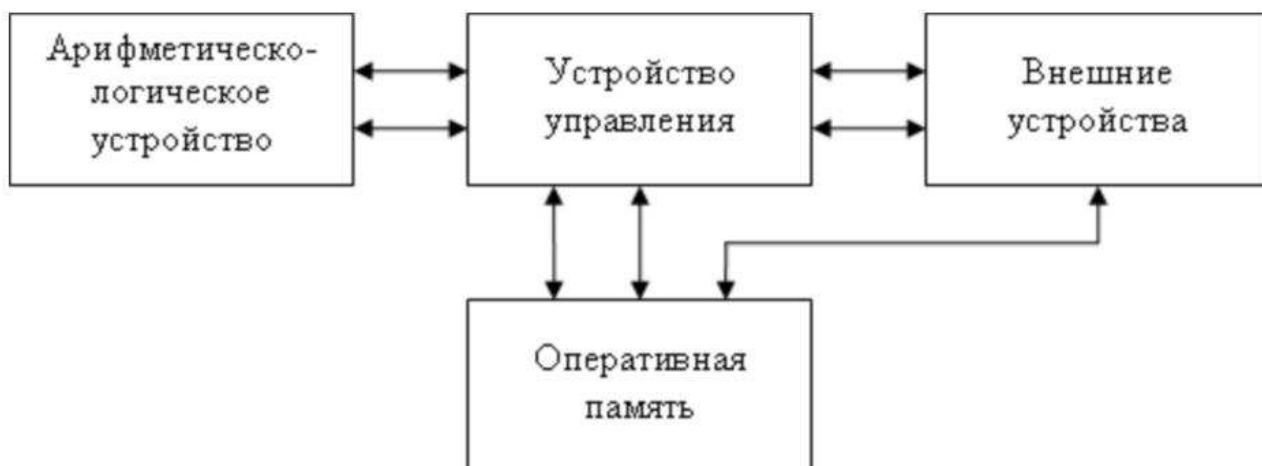 Арифметическо-
логическое
устройство
Устройство
управления
Внешние
устройства
Оперативная
память